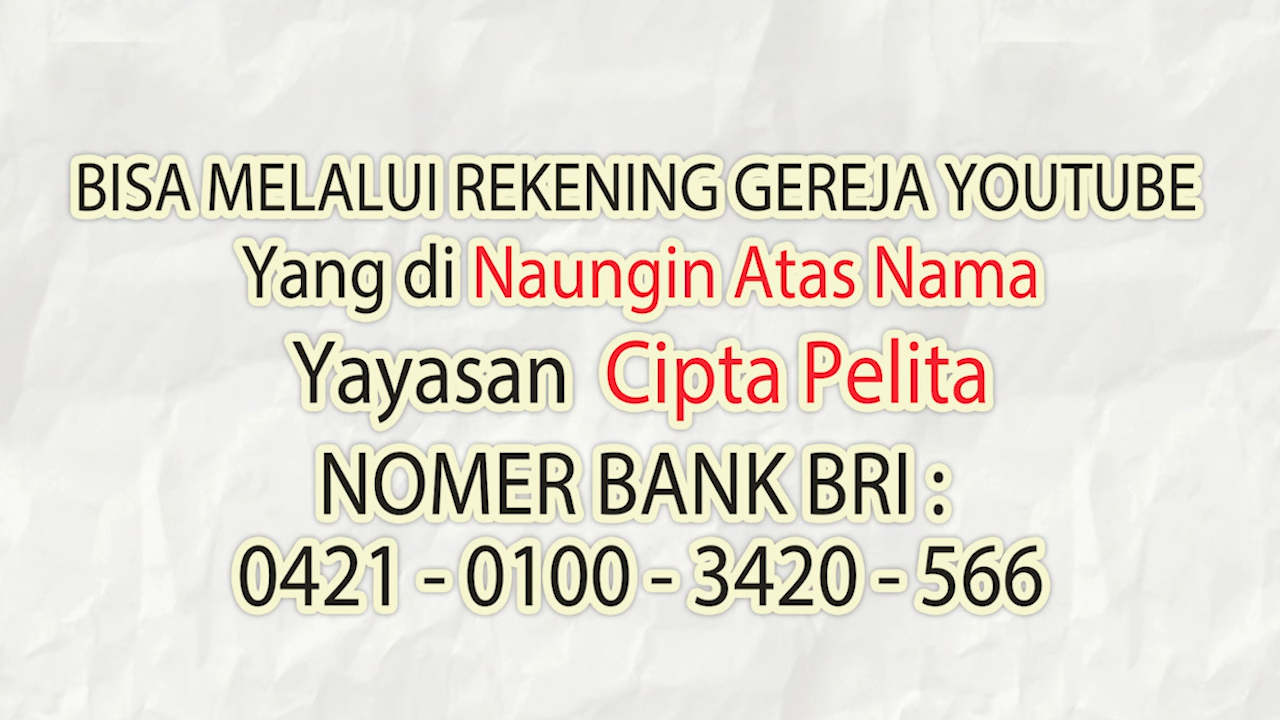 BISA MELALUI REKENING GEREJA YOUTUBE
Yang di Naungin Atas Nama
Yayasan Cipta Pelita
NOMER BANK BRI :
0421 - 0100 - 3420 - 566